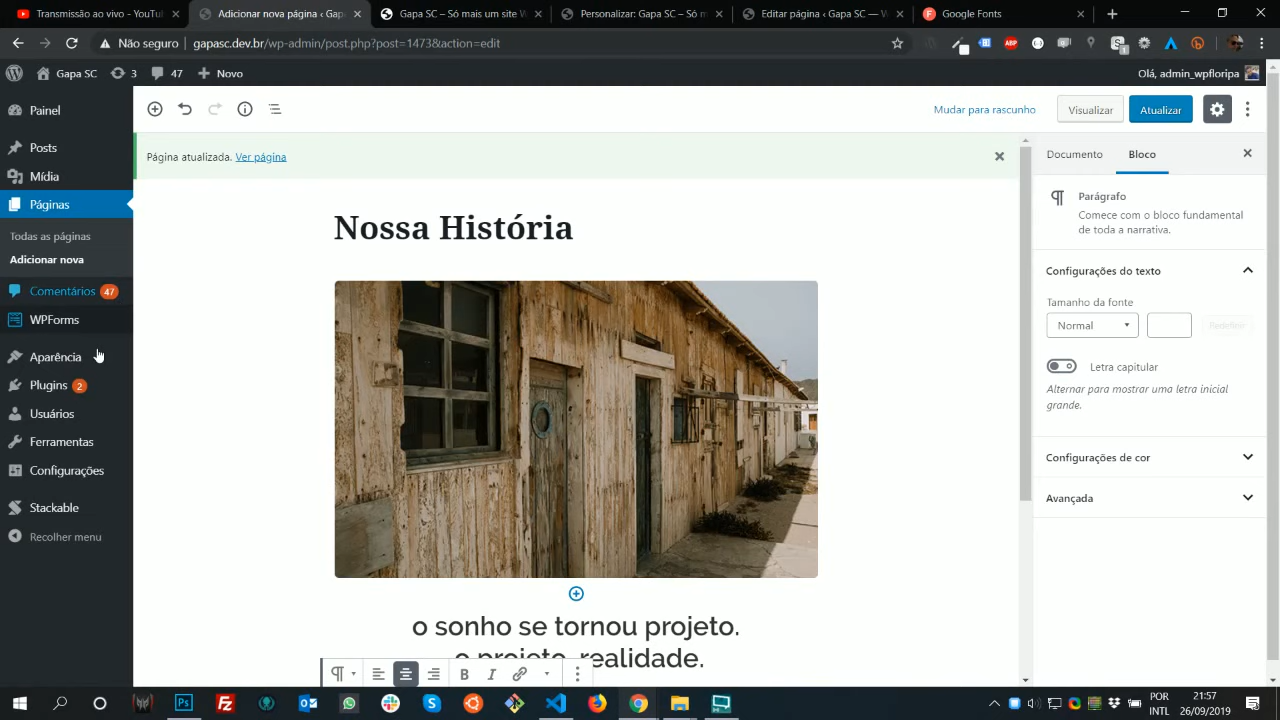 Transmissão ao vivo - YouTu
Adicionar nova página ‹ Gapa SC
Gapa SC – Só mais um site W
Personalizar: Gapa SC – Só m
Editar página ‹ Gapa SC — W
Google Fonts
Não seguro | gapasc.dev.br/wp-admin/post.php?post=1473&action=edit
Gapa SC
3
47
Novo
Olá, admin_wpfloripa
Painel
Posts
Mídia
Páginas
Todas as páginas
Adicionar nova
Comentários 47
WPForms
Aparência
Plugins 2
Usuários
Ferramentas
Configurações
Stackable
Recolher menu
Mudar para rascunho
Visualizar
Atualizar
Página atualizada. Ver página
Nossa História
o sonho se tornou projeto.
o projeto, realidade.
Documento
Bloco
Parágrafo
Comece com o bloco fundamental
de toda a narrativa.
Configurações do texto
Tamanho da fonte
Normal
Redefinir
Letra capitular
Alternar para mostrar uma letra inicial
grande.
Configurações de cor
Avançada
POR
INTL
21:57
26/09/2019